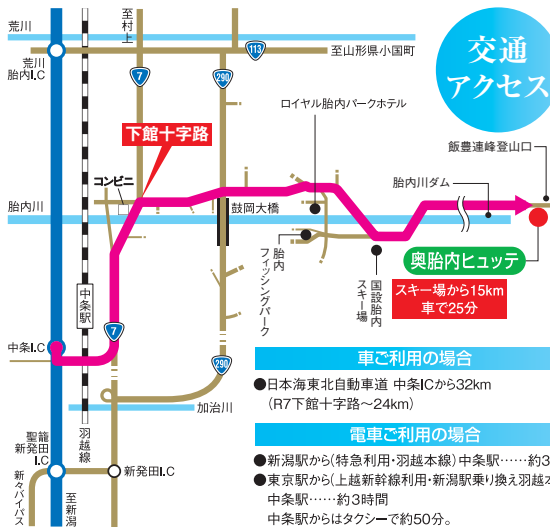 荒川
荒川
胎内I.C
至村上
7
290
113
至山形県小国町
交通
アクセス
下館十字路
ロイヤル胎内パークホテル
飯豊連峰登山口
コンビニ
胎内川ダム
胎内川
鼓岡大橋
胎内
フィッシングパーク
国設胎内
スキー場
奥胎内ヒュッテ
スキー場から15km
車で25分
中条駅
7
中条I.C
290
加治川
羽越線
聖籠
新発田
I.C
新発田I.C
新々バイパス
至新潟
車ご利用の場合
●日本海東北自動車道 中条ICから32km
(R7下館十字路～24km)
電車ご利用の場合
●新潟駅から(特急利用・羽越本線)中条駅……約3
●東京駅から(上越新幹線利用・新潟駅乗り換え羽越本
中条駅……約3時間
中条駅からはタクシーで約50分。